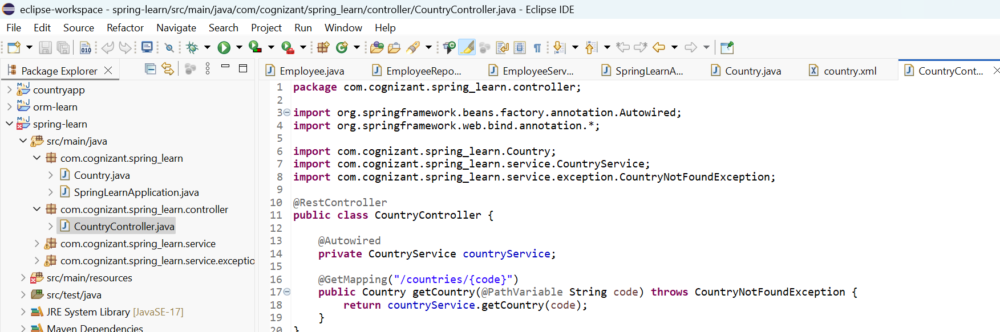 eclipse-workspace - spring-learn/src/main/java/com/cognizant/spring_learn/controller/CountryController.java - Eclipse IDE
File Edit Source Refactor Navigate Search Project Run Window Help
Package Explorer
countryapp
orm-learn
spring-learn
src/main/java
com.cognizant.spring_learn
Country.java
SpringLearnApplication.java
com.cognizant.spring_learn.controller
CountryController.java
com.cognizant.spring_learn.service
com.cognizant.spring_learn.service.exceptio
src/main/resources
src/test/java
JRE System Library [JavaSE-17]
Maven Dependencies
Employee.java EmployeeRepo... EmployeeServ... SpringLearnA... Country.java country.xml CountryCont...
1 package com.cognizant.spring_learn.controller;
2
3 import org.springframework.beans.factory.annotation.Autowired;
4 import org.springframework.web.bind.annotation.*;
5
6 import com.cognizant.spring_learn.Country;
7 import com.cognizant.spring_learn.service.CountryService;
8 import com.cognizant.spring_learn.service.exception.CountryNotFoundException;
9
10 @RestController
11 public class CountryController {
12
13 @Autowired
14 private CountryService countryService;
15
16 @GetMapping("/countries/{code}")
17 public Country getCountry(@PathVariable String code) throws CountryNotFoundException {
18 return countryService.getCountry(code);
19 }
20 }